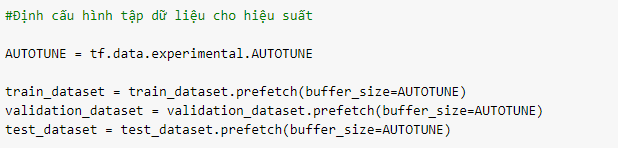 #Định cấu hình tập dữ liệu cho hiệu suất
AUTOTUNE = tf.data.experimental.AUTOTUNE
train_dataset = train_dataset.prefetch(buffer_size=AUTOTUNE)
validation_dataset = validation_dataset.prefetch(buffer_size=AUTOTUNE)
test_dataset = test_dataset.prefetch(buffer_size=AUTOTUNE)